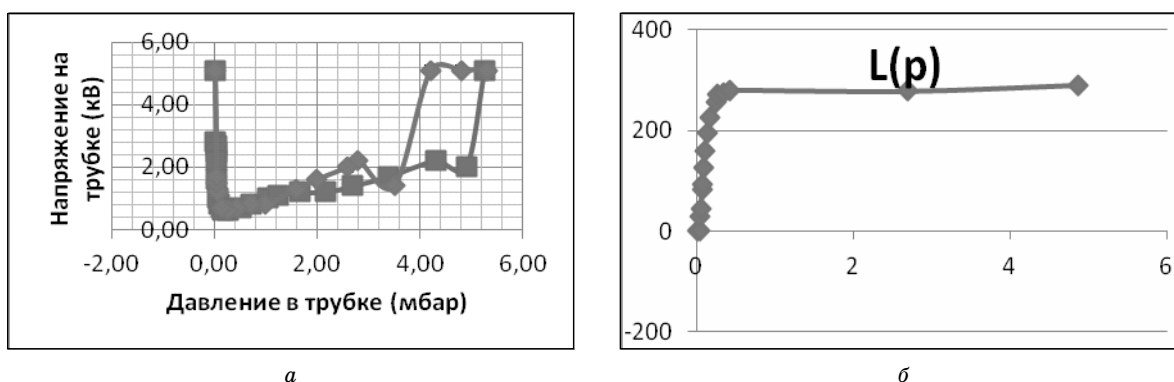 6,00
4,00
2,00
0,00
-2,00 0,00 2,00 4,00 6,00
Напряжение на
трубке (кВ)
Давление в трубке (мбар)
а
400
200
0
-200
0 2 4 6
L(p)
б